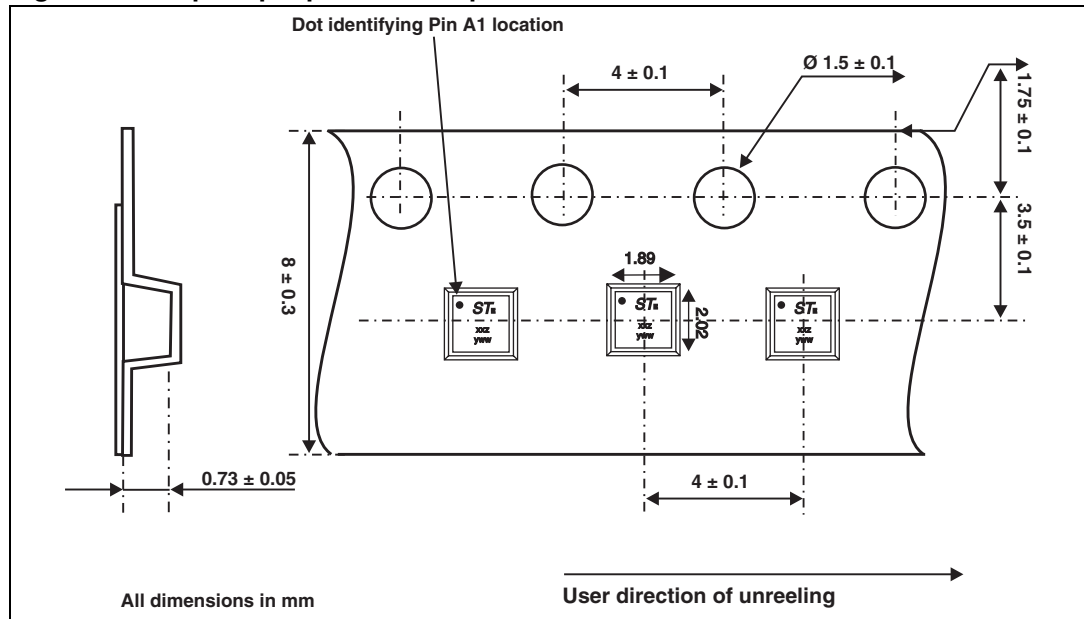 Dot identifying Pin A1 location
4 ± 0.1
Ø 1.5 ± 0.1
1.75 ± 0.1
3.5 ± 0.1
8 ± 0.3
1.89
2.02
ST
xxz
yww
ST
xxz
yww
ST
xxz
yww
0.73 ± 0.05
4 ± 0.1
All dimensions in mm
User direction of unreeling